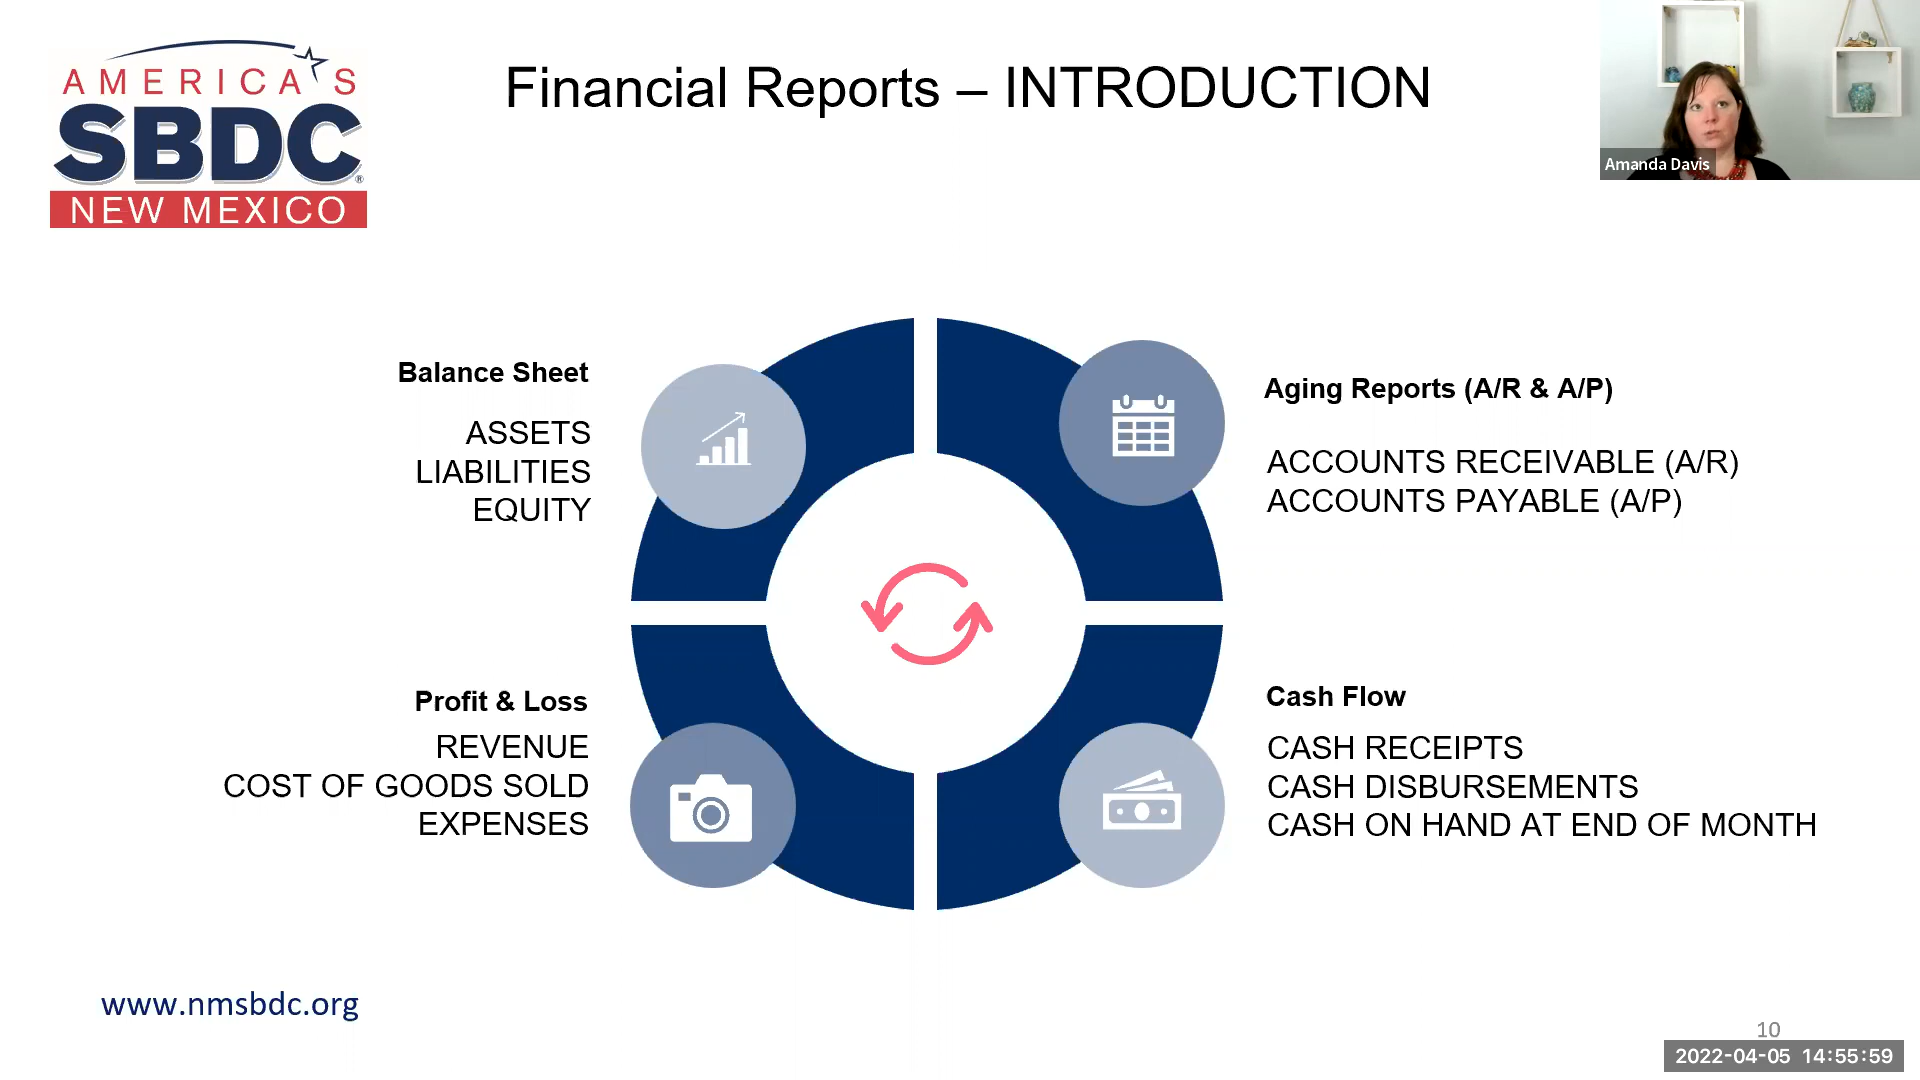 AMERICA'S
SBDC®
NEW MEXICO
Financial Reports – INTRODUCTION
Amanda Davis
Balance Sheet
ASSETS
LIABILITIES
EQUITY
Aging Reports (A/R & A/P)
ACCOUNTS RECEIVABLE (A/R)
ACCOUNTS PAYABLE (A/P)
Profit & Loss
REVENUE
COST OF GOODS SOLD
EXPENSES
Cash Flow
CASH RECEIPTS
CASH DISBURSEMENTS
CASH ON HAND AT END OF MONTH
www.nmsbdc.org
10
2022-04-05 14:55:59